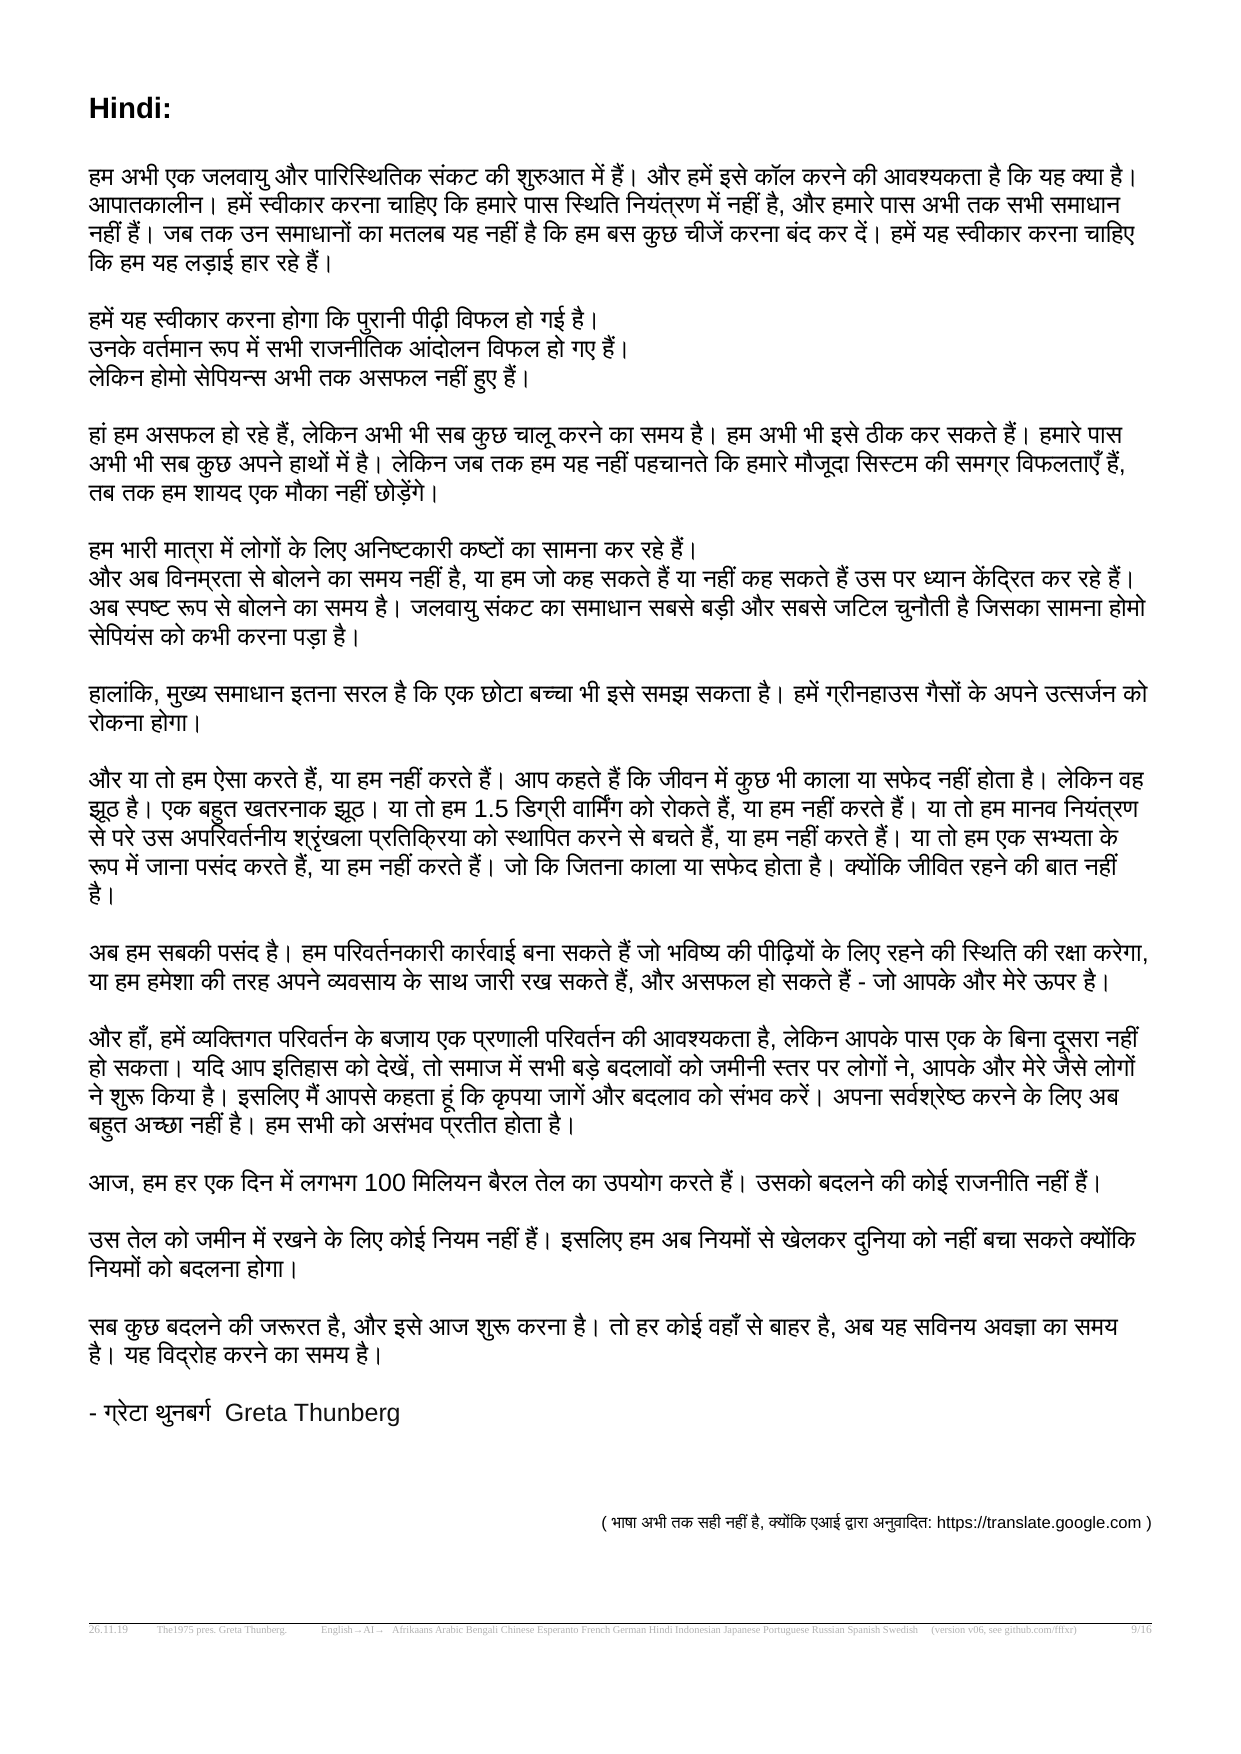 Hindi:
हम अभी एक जलवायु और पारिस्थितिक संकट की शुरुआत में हैं। और हमें इसे कॉल करने की आवश्यकता है कि यह क्या है।
आपातकालीन। हमें स्वीकार करना चाहिए कि हमारे पास स्थिति नियंत्रण में नहीं है, और हमारे पास अभी तक सभी समाधान
नहीं हैं। जब तक उन समाधानों का मतलब यह नहीं है कि हम बस कुछ चीजें करना बंद कर दें। हमें यह स्वीकार करना चाहिए
कि हम यह लड़ाई हार रहे हैं।
हमें यह स्वीकार करना होगा कि पुरानी पीढ़ी विफल हो गई है।
उनके वर्तमान रूप में सभी राजनीतिक आंदोलन विफल हो गए हैं।
लेकिन होमो सेपियन्स अभी तक असफल नहीं हुए हैं।
हां हम असफल हो रहे हैं, लेकिन अभी भी सब कुछ चालू करने का समय है। हम अभी भी इसे ठीक कर सकते हैं। हमारे पास
अभी भी सब कुछ अपने हाथों में है। लेकिन जब तक हम यह नहीं पहचानते कि हमारे मौजूदा सिस्टम की समग्र विफलताएँ हैं,
तब तक हम शायद एक मौका नहीं छोड़ेंगे।
हम भारी मात्रा में लोगों के लिए अनिष्टकारी कष्टों का सामना कर रहे हैं।
और अब विनम्रता से बोलने का समय नहीं है, या हम जो कह सकते हैं या नहीं कह सकते हैं उस पर ध्यान केंद्रित कर रहे हैं।
अब स्पष्ट रूप से बोलने का समय है। जलवायु संकट का समाधान सबसे बड़ी और सबसे जटिल चुनौती है जिसका सामना होमो
सेपियंस को कभी करना पड़ा है।
हालांकि, मुख्य समाधान इतना सरल है कि एक छोटा बच्चा भी इसे समझ सकता है। हमें ग्रीनहाउस गैसों के अपने उत्सर्जन को
रोकना होगा।
और या तो हम ऐसा करते हैं, या हम नहीं करते हैं। आप कहते हैं कि जीवन में कुछ भी काला या सफेद नहीं होता है। लेकिन वह
झूठ है। एक बहुत खतरनाक झूठ। या तो हम 1.5 डिग्री वार्मिंग को रोकते हैं, या हम नहीं करते हैं। या तो हम मानव नियंत्रण
से परे उस अपरिवर्तनीय श्रृंखला प्रतिक्रिया को स्थापित करने से बचते हैं, या हम नहीं करते हैं। या तो हम एक सभ्यता के
रूप में जाना पसंद करते हैं, या हम नहीं करते हैं। जो कि जितना काला या सफेद होता है। क्योंकि जीवित रहने की बात नहीं
है।
अब हम सबकी पसंद है। हम परिवर्तनकारी कार्रवाई बना सकते हैं जो भविष्य की पीढ़ियों के लिए रहने की स्थिति की रक्षा करेगा,
या हम हमेशा की तरह अपने व्यवसाय के साथ जारी रख सकते हैं, और असफल हो सकते हैं - जो आपके और मेरे ऊपर है।
और हाँ, हमें व्यक्तिगत परिवर्तन के बजाय एक प्रणाली परिवर्तन की आवश्यकता है, लेकिन आपके पास एक के बिना दूसरा नहीं
हो सकता। यदि आप इतिहास को देखें, तो समाज में सभी बड़े बदलावों को जमीनी स्तर पर लोगों ने, आपके और मेरे जैसे लोगों
ने शुरू किया है। इसलिए मैं आपसे कहता हूं कि कृपया जागें और बदलाव को संभव करें। अपना सर्वश्रेष्ठ करने के लिए अब
बहुत अच्छा नहीं है। हम सभी को असंभव प्रतीत होता है।
आज, हम हर एक दिन में लगभग 100 मिलियन बैरल तेल का उपयोग करते हैं। उसको बदलने की कोई राजनीति नहीं हैं।
उस तेल को जमीन में रखने के लिए कोई नियम नहीं हैं। इसलिए हम अब नियमों से खेलकर दुनिया को नहीं बचा सकते क्योंकि
नियमों को बदलना होगा।
सब कुछ बदलने की जरूरत है, और इसे आज शुरू करना है। तो हर कोई वहाँ से बाहर है, अब यह सविनय अवज्ञा का समय
है। यह विद्रोह करने का समय है।
- ग्रेटा थुनबर्ग Greta Thunberg
( भाषा अभी तक सही नहीं है, क्योंकि एआई द्वारा अनुवादित: https://translate.google.com )
26.11.19 The1975 pres. Greta Thunberg. English→AI→ Afrikaans Arabic Bengali Chinese Esperanto French German Hindi Indonesian Japanese Portuguese Russian Spanish Swedish (version v06, see github.com/fffxr) 9/16